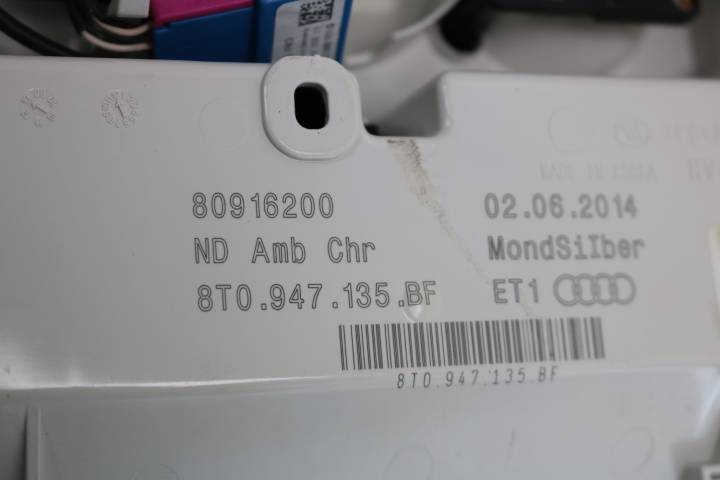 80916200 02.06.2014
ND Amb Chr MondSilber
8T0.947.135.BF ET1
8T0.947.135.BF